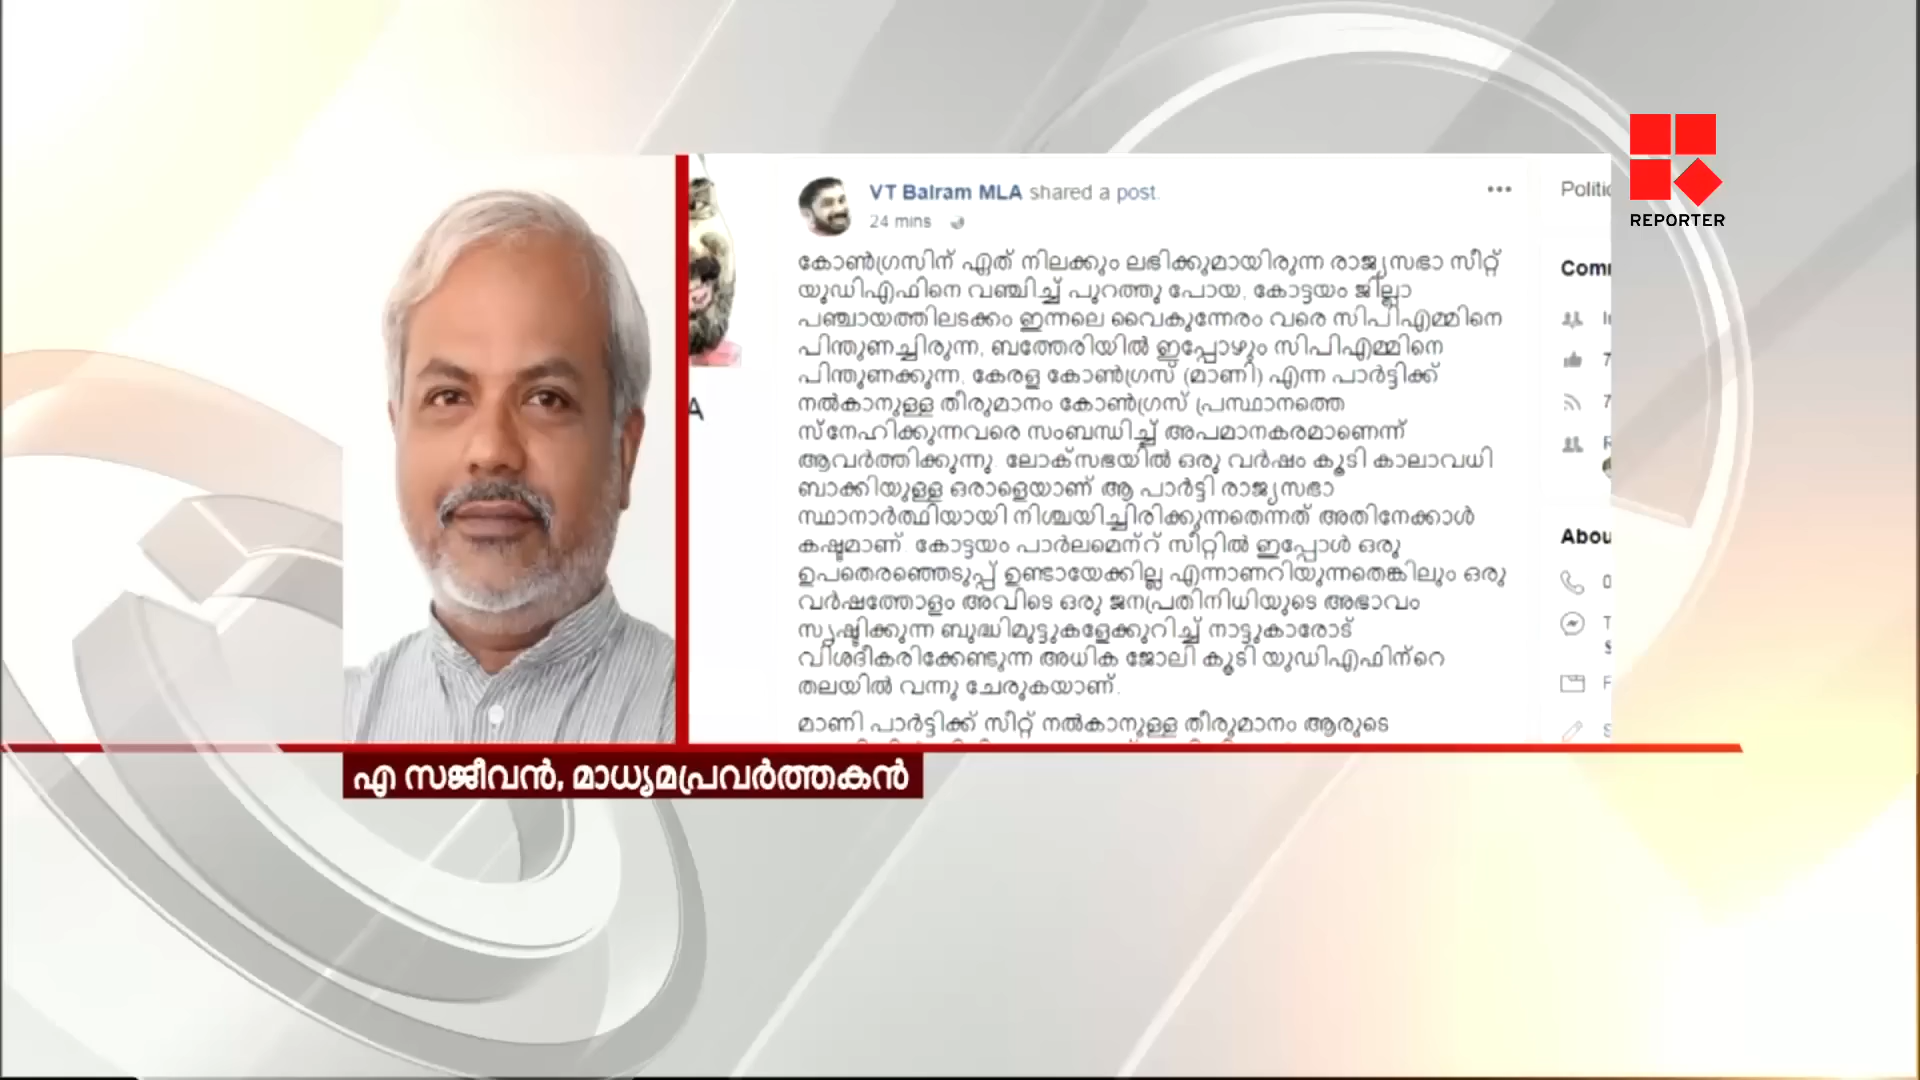 REPORTER
VT Balram MLA shared a post.
24 mins
കോൺഗ്രസിന് ഏത് നിലക്കും ലഭിക്കുമായിരുന്ന രാജ്യസഭാ സീറ്റ്
യുഡിഎഫിനെ വഞ്ചിച്ച് പുറത്തു പോയ, കോട്ടയം ജില്ലാ
പഞ്ചായത്തിലടക്കം ഇന്നലെ വൈകുന്നേരം വരെ സിപിഎമ്മിനെ
പിന്തുണച്ചിരുന്ന, ബത്തേരിയിൽ ഇപ്പോഴും സിപിഎമ്മിനെ
പിന്തുണക്കുന്ന, കേരള കോൺഗ്രസ് (മാണി) എന്ന പാർട്ടിക്ക്
നൽകാനുള്ള തീരുമാനം കോൺഗ്രസ് പ്രസ്ഥാനത്തെ
സ്നേഹിക്കുന്നവരെ സംബന്ധിച്ച് അപമാനകരമാണെന്ന്
ആവർത്തിക്കുന്നു. ലോക്സഭയിൽ ഒരു വർഷം കൂടി കാലാവധി
ബാക്കിയുള്ള ഒരാളെയാണ് ആ പാർട്ടി രാജ്യസഭാ
സ്ഥാനാർത്ഥിയായി നിശ്ചയിച്ചിരിക്കുന്നതെന്നത് അതിനേക്കാൾ
കഷ്ടമാണ്. കോട്ടയം പാർലമെന്റ് സീറ്റിൽ ഇപ്പോൾ ഒരു
ഉപതെരഞ്ഞെടുപ്പ് ഉണ്ടായേക്കില്ല എന്നാണറിയുന്നതെങ്കിലും ഒരു
വർഷത്തോളം അവിടെ ഒരു ജനപ്രതിനിധിയുടെ അഭാവം
സൃഷ്ടിക്കുന്ന ബുദ്ധിമുട്ടുകളേക്കുറിച്ച് നാട്ടുകാരോട്
വിശദീകരിക്കേണ്ടുന്ന അധിക ജോലി കൂടി യുഡിഎഫിന്റെ
തലയിൽ വന്നു ചേരുകയാണ്.
മാണി പാർട്ടിക്ക് സീറ്റ് നൽകാനുള്ള തീരുമാനം ആരുടെ
എ സജീവൻ, മാധ്യമപ്രവർത്തകൻ